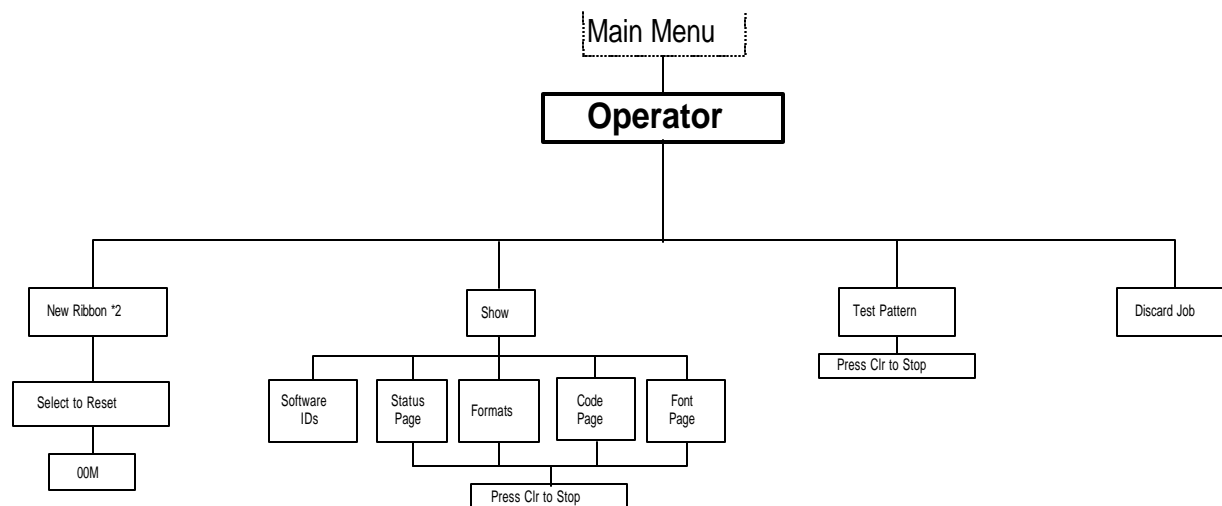 Main Menu
Operator
New Ribbon *2
Show
Test Pattern
Discard Job
Press Clr to Stop
Select to Reset
Software
IDs
Status
Page
Formats
Code
Page
Font
Page
00M
Press Clr to Stop